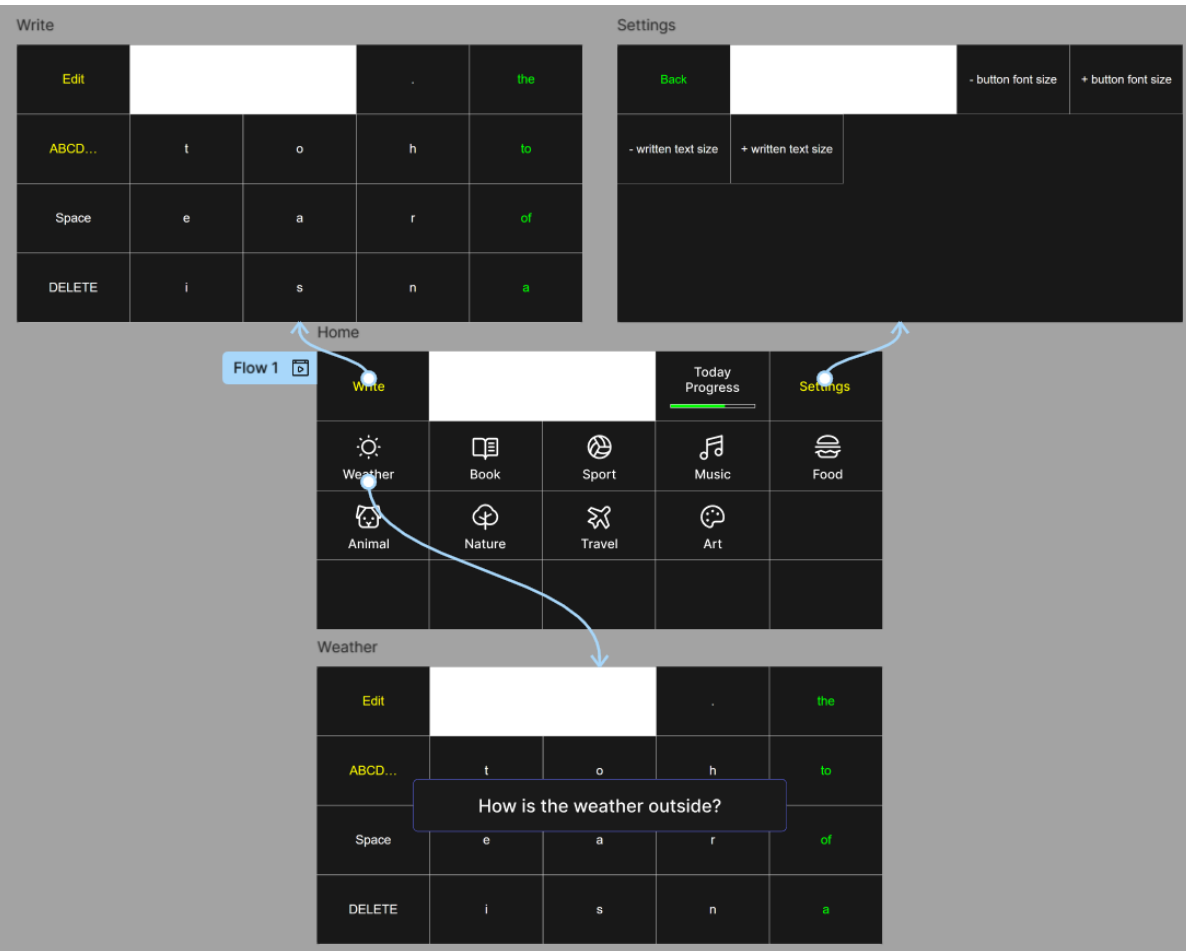 Write
Edit
.
the
ABCD...
t
o
h
to
Space
e
a
r
of
DELETE
i
s
n
a
Settings
Back
- button font size
+ button font size
- written text size
+ written text size
Flow 1
Home
Write
Today
Progress
Settings
Weather
Book
Sport
Music
Food
Animal
Nature
Travel
Art
Weather
Edit
.
the
ABCD...
t
o
h
to
How is the weather outside?
Space
e
a
r
of
DELETE
i
s
n
a